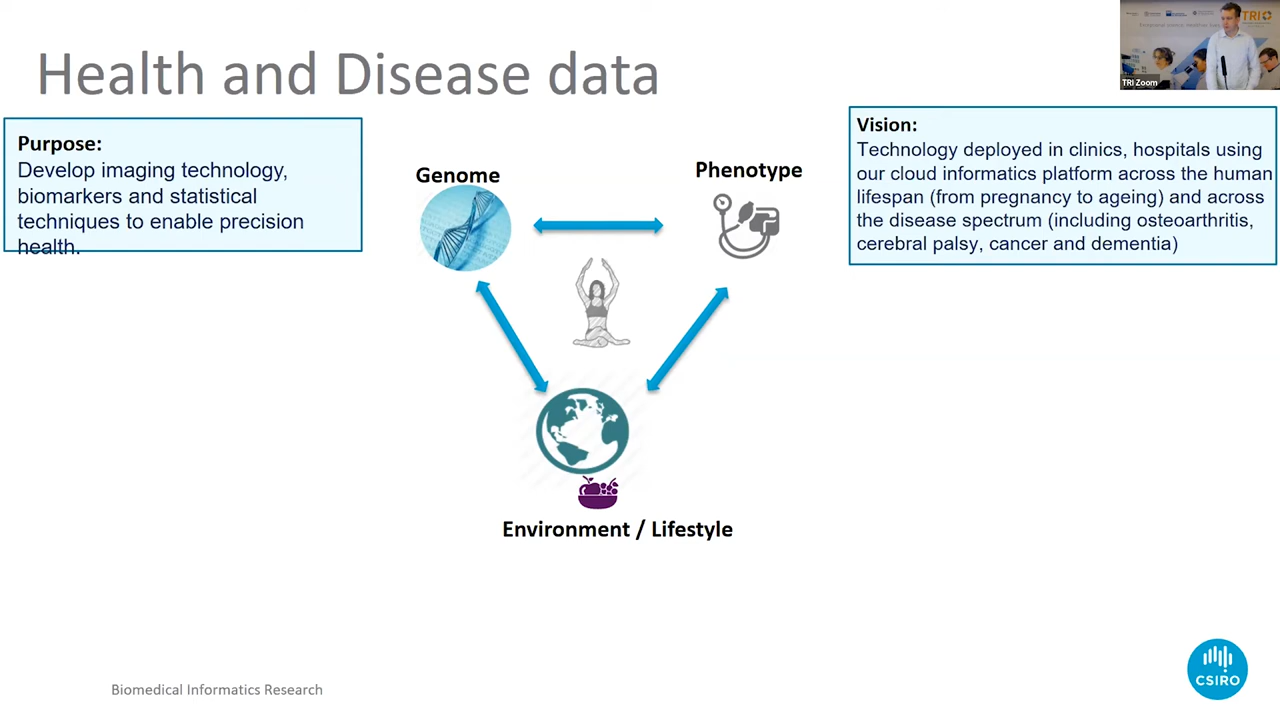 Health and Disease data
TRI
TRI Zoom
Purpose:
Develop imaging technology,
biomarkers and statistical
techniques to enable precision
health.
Genome
Phenotype
Vision:
Technology deployed in clinics, hospitals using
our cloud informatics platform across the human
lifespan (from pregnancy to ageing) and across
the disease spectrum (including osteoarthritis,
cerebral palsy, cancer and dementia)
Environment / Lifestyle
Biomedical Informatics Research
CSIRO